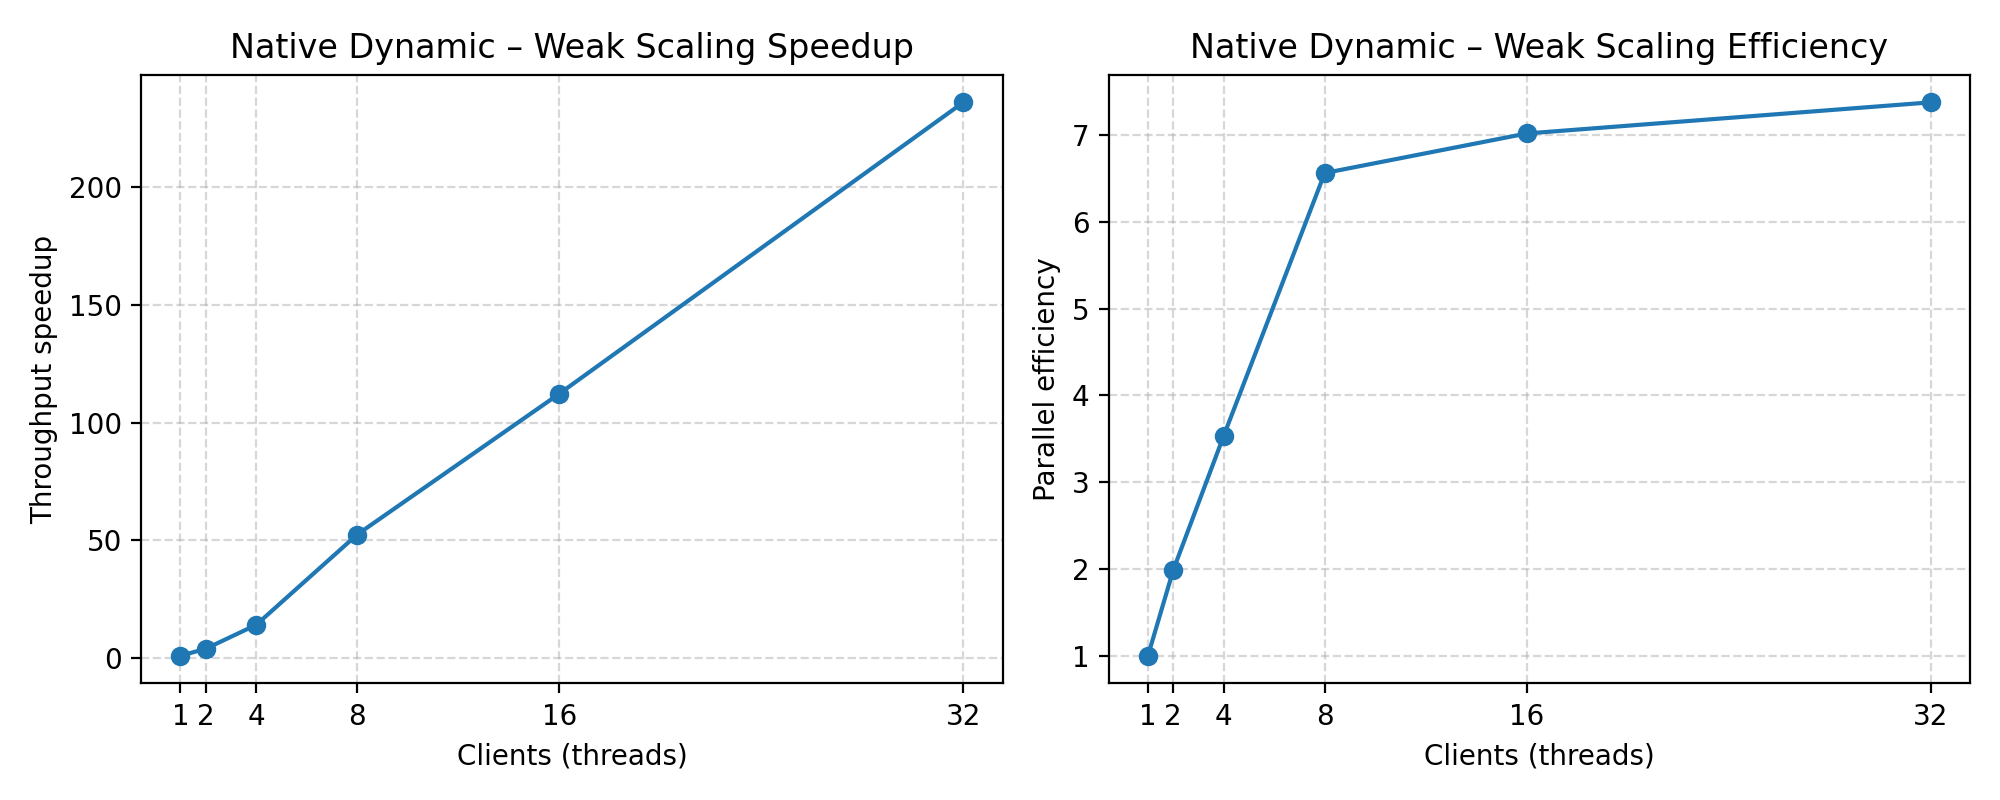 Native Dynamic – Weak Scaling Speedup
Throughput speedup
200
150
100
50
0
1 2 4 8 16 32
Clients (threads)
Native Dynamic – Weak Scaling Efficiency
Parallel efficiency
7
6
5
4
3
2
1
1 2 4 8 16 32
Clients (threads)